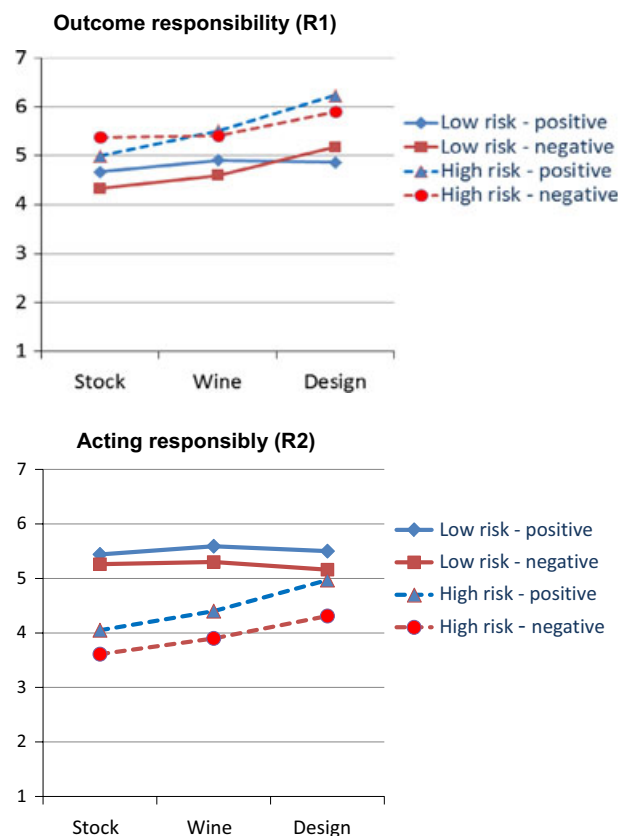 Outcome responsibility (R1)
7
6
5
4
3
2
1
Stock
Wine
Design
Low risk - positive
Low risk - negative
High risk - positive
High risk - negative
Acting responsibly (R2)
7
6
5
4
3
2
1
Stock
Wine
Design
Low risk - positive
Low risk - negative
High risk - positive
High risk - negative